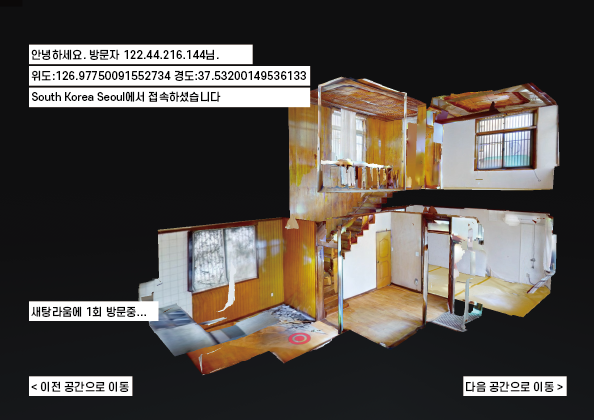 안녕하세요. 방문자 122.44.216.144님.
위도:126.97750091552734 경도:37.53200149536133
South Korea Seoul에서 접속하셨습니다
새탕라움에 1회 방문중...
< 이전 공간으로 이동
다음 공간으로 이동 >